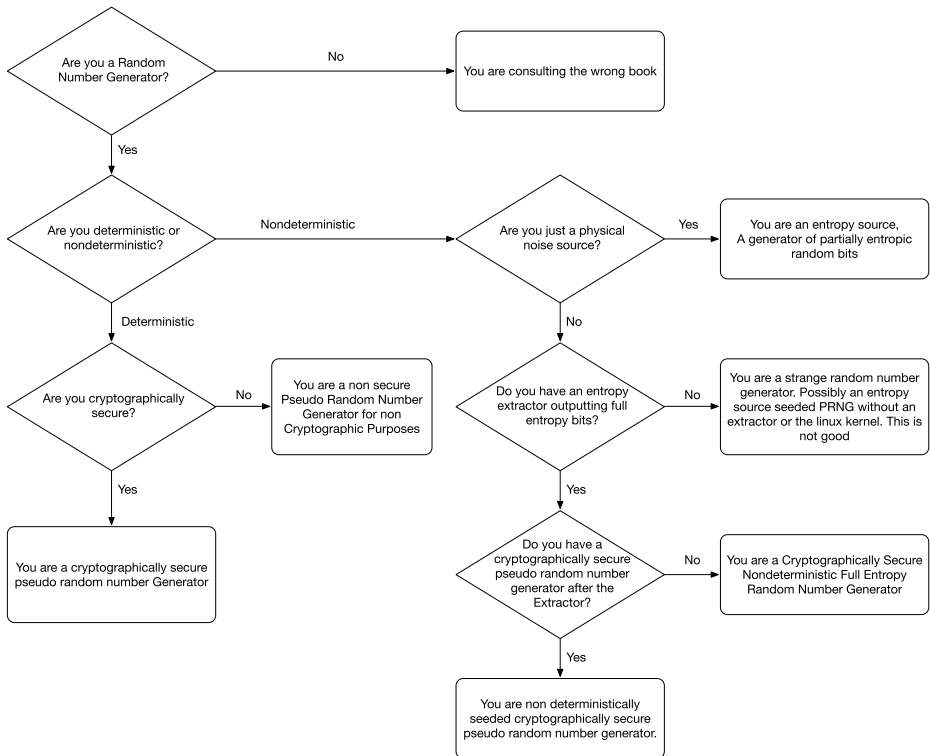 Are you a Random
Number Generator?
No
You are consulting the wrong book
Yes
Are you deterministic or
nondeterministic?
Nondeterministic
Are you just a physical
noise source?
Yes
You are an entropy source,
A generator of partially entropic
random bits
Deterministic
No
Are you cryptographically
secure?
No
You are a non secure
Pseudo Random Number
Generator for non
Cryptographic Purposes
Do you have an entropy
extractor outputting full
entropy bits?
No
You are a strange random number
generator. Possibly an entropy
source seeded PRNG without an
extractor or the linux kernel. This is
not good
Yes
You are a cryptographically secure
pseudo random number Generator
Yes
Do you have a
cryptographically secure
pseudo random number
generator after the
Extractor?
No
You are a Cryptographically Secure
Nondeterministic Full Entropy
Random Number Generator
Yes
You are non deterministically
seeded cryptographically secure
pseudo random number generator.